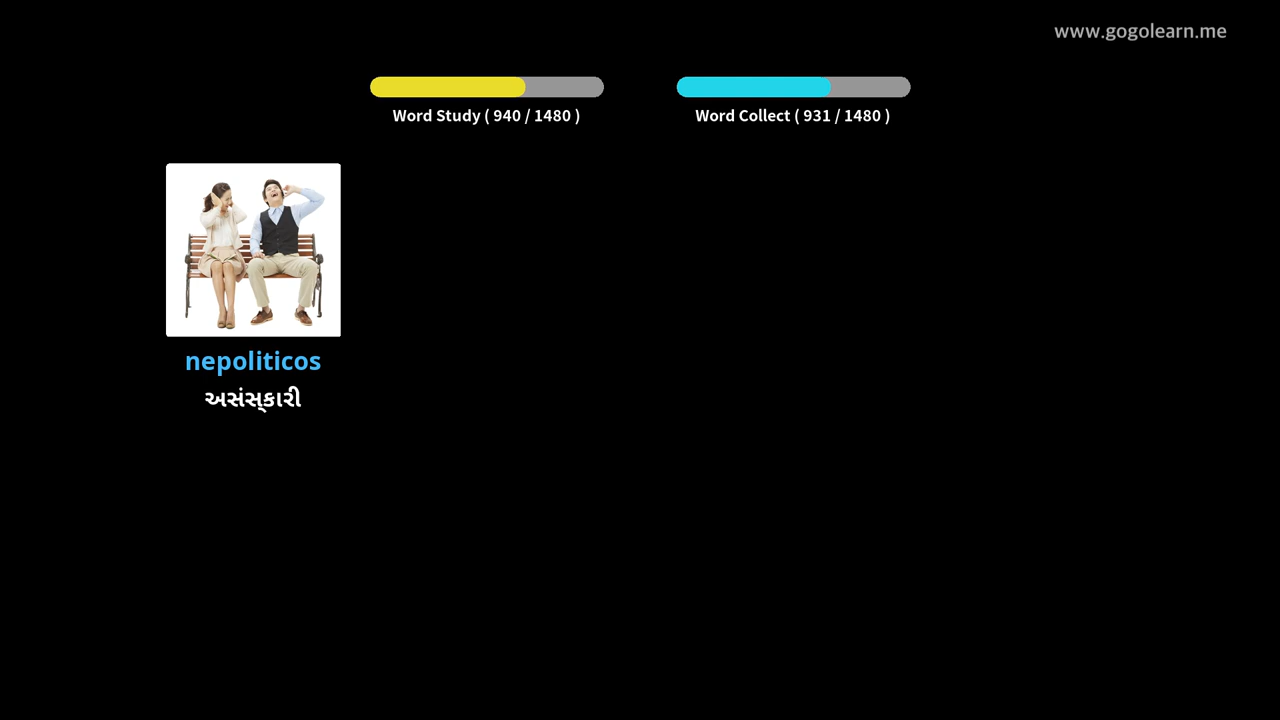 www.gogolearn.me
Word Study ( 940 / 1480 )
Word Collect ( 931 / 1480 )
nepoliticos
અસંસ્કારી